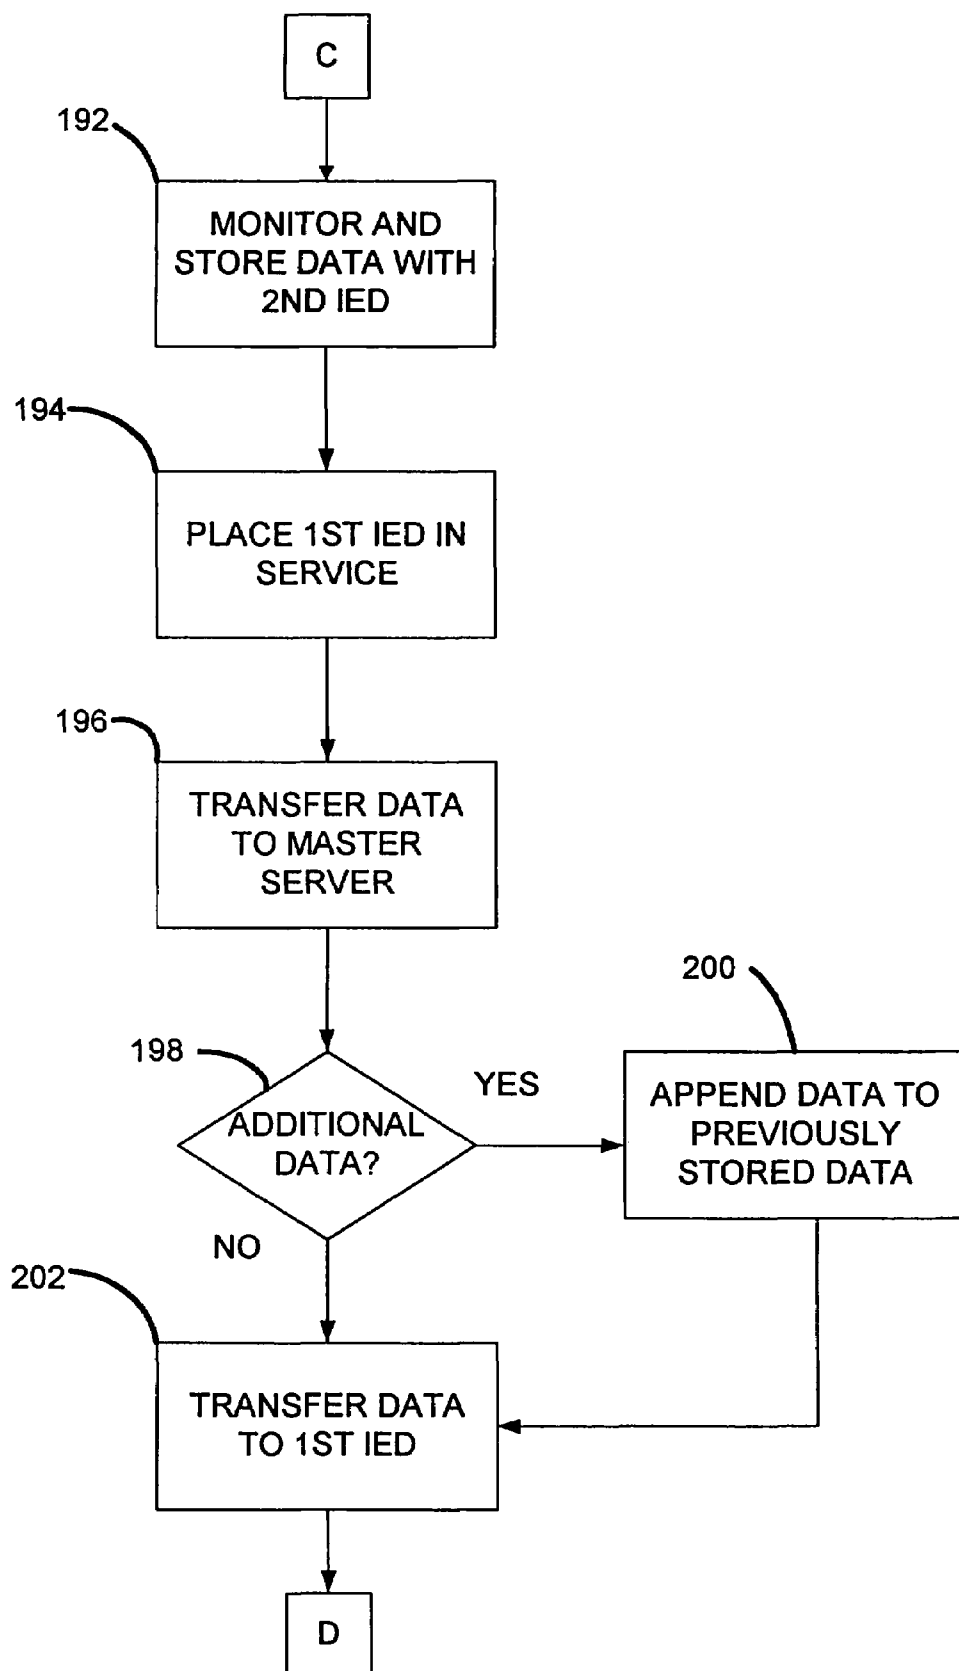 C
192
MONITOR AND
STORE DATA WITH
2ND IED
194
PLACE 1ST IED IN
SERVICE
196
TRANSFER DATA
TO MASTER
SERVER
198
ADDITIONAL
DATA?
YES
200
APPEND DATA TO
PREVIOUSLY
STORED DATA
NO
202
TRANSFER DATA
TO 1ST IED
D